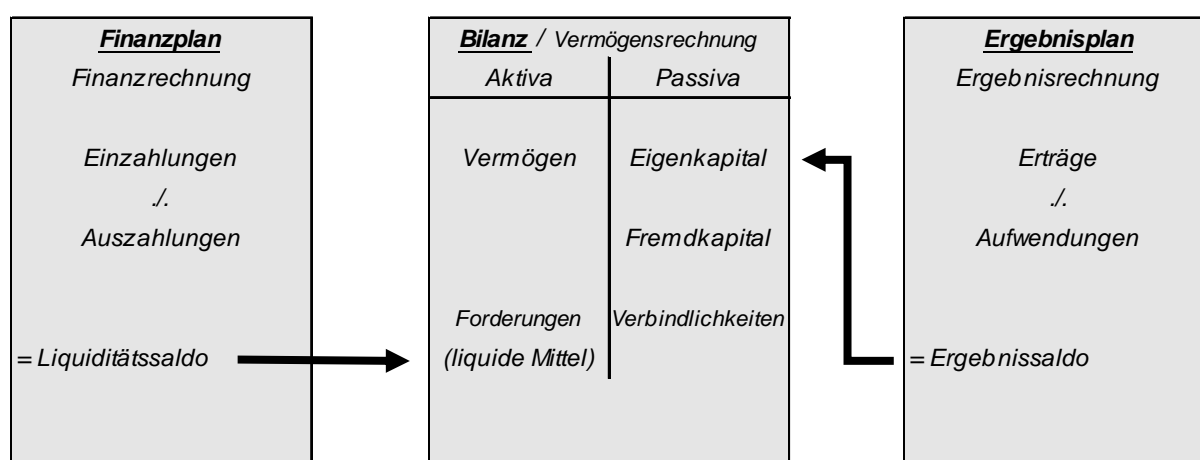 Finanzplan
Finanzrechnung
Einzahlungen
./.
Auszahlungen
= Liquiditätssaldo
Bilanz / Vermögensrechnung
Aktiva Passiva
Vermögen Eigenkapital
Fremdkapital
Forderungen Verbindlichkeiten
(liquide Mittel)
Ergebnisplan
Ergebnisrechnung
Erträge
./.
Aufwendungen
= Ergebnissaldo